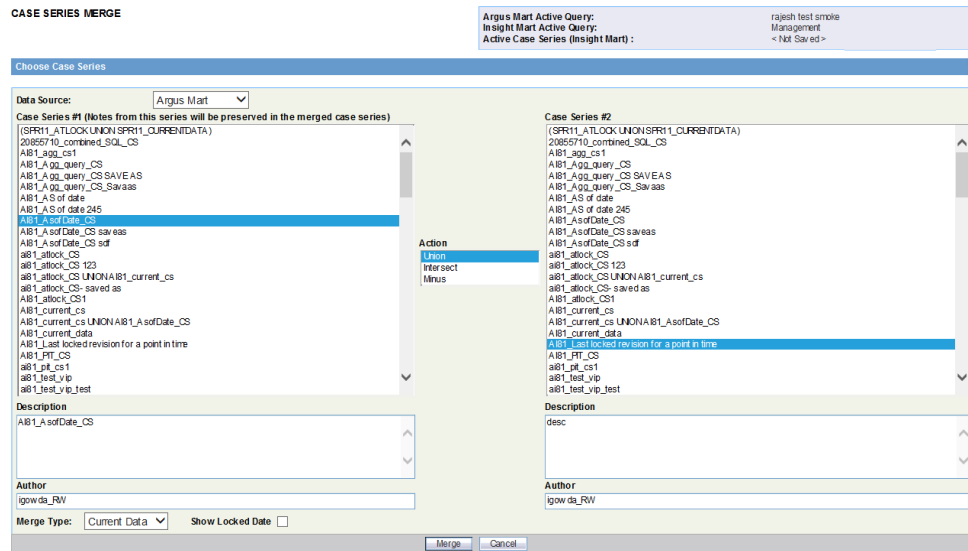 CASE SERIES MERGE
Argus Mart Active Query: rajesh test smoke
Insight Mart Active Query: Management
Active Case Series (Insight Mart) : < Not Saved >
Choose Case Series
Data Source: Argus Mart
Case Series #1 (Notes from this series will be preserved in the merged case series)
(SPR11_ATLOCK UNION SPR11_CURRENTDATA)
20855710_combined_SQL_CS
AI81_agg_cs1
AI81_Agg_query_CS
AI81_Agg_query_CS SAVE AS
AI81_Agg_query_CS_Savaas
AI81_AS of date
AI81_AS of date 245
AI81_AsofDate_CS
AI81_AsofDate_CS saveas
AI81_AsofDate_CS sdf
ai81_atlock_CS
ai81_atlock_CS 123
ai81_atlock_CS UNION AI81_current_cs
ai81_atlock_CS- saved as
AI81_atlock_CS1
AI81_current_cs
AI81_current_cs UNION AI81_AsofDate_CS
AI81_current_data
AI81_Last locked revision for a point in time
AI81_PIT_CS
ai81_pit_cs1
ai81_test_vip
ai81_test_vip_test
Action
Union
Intersect
Minus
Case Series #2
(SPR11_ATLOCK UNION SPR11_CURRENTDATA)
20855710_combined_SQL_CS
AI81_agg_cs1
AI81_Agg_query_CS
AI81_Agg_query_CS SAVE AS
AI81_Agg_query_CS_Savaas
AI81_AS of date
AI81_AS of date 245
AI81_AsofDate_CS
AI81_AsofDate_CS saveas
AI81_AsofDate_CS sdf
ai81_atlock_CS
ai81_atlock_CS 123
ai81_atlock_CS UNION AI81_current_cs
ai81_atlock_CS- saved as
AI81_atlock_CS1
AI81_current_cs
AI81_current_cs UNION AI81_AsofDate_CS
AI81_current_data
AI81_Last locked revision for a point in time
AI81_PIT_CS
ai81_pit_cs1
ai81_test_vip
ai81_test_vip_test
Description
AI81_AsofDate_CS
Description
desc
Author
igowda_RW
Author
igowda_RW
Merge Type: Current Data Show Locked Date
Merge Cancel